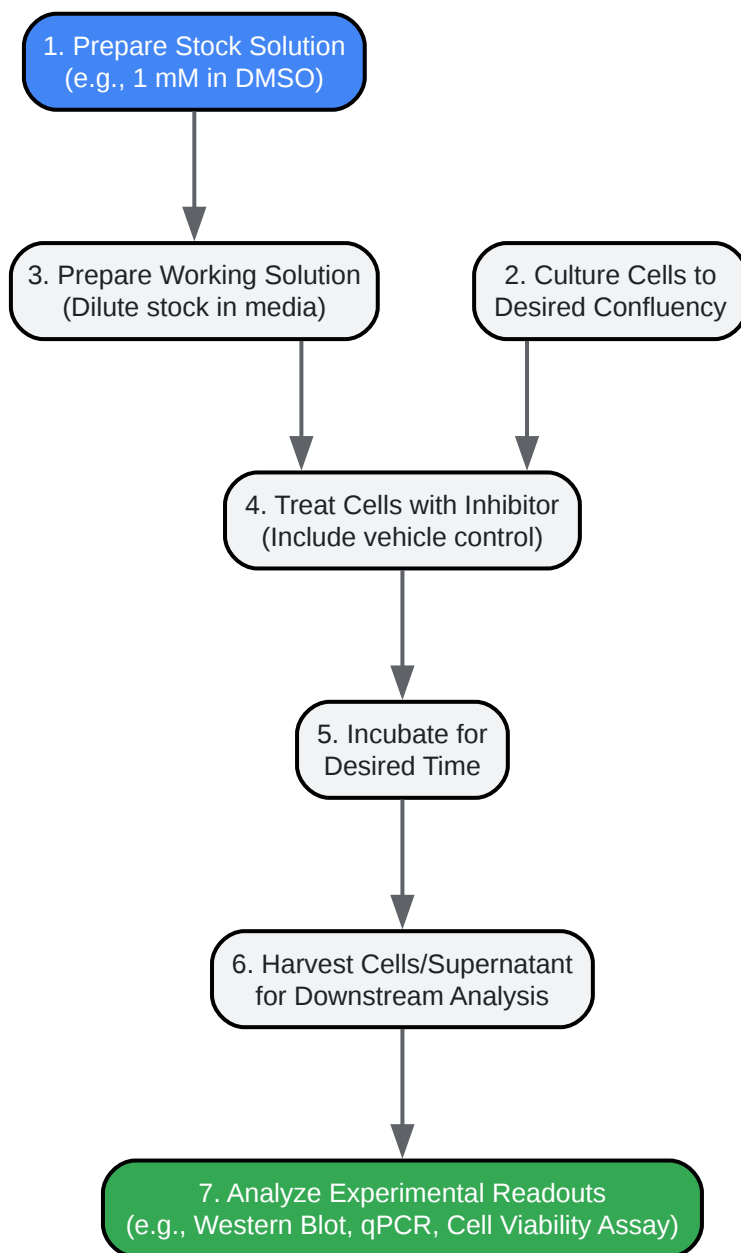 1. Prepare Stock Solution
(e.g., 1 mM in DMSO)
3. Prepare Working Solution
(Dilute stock in media)
2. Culture Cells to
Desired Confluency
4. Treat Cells with Inhibitor
(Include vehicle control)
5. Incubate for
Desired Time
6. Harvest Cells/Supernatant
for Downstream Analysis
7. Analyze Experimental Readouts
(e.g., Western Blot, qPCR, Cell Viability Assay)